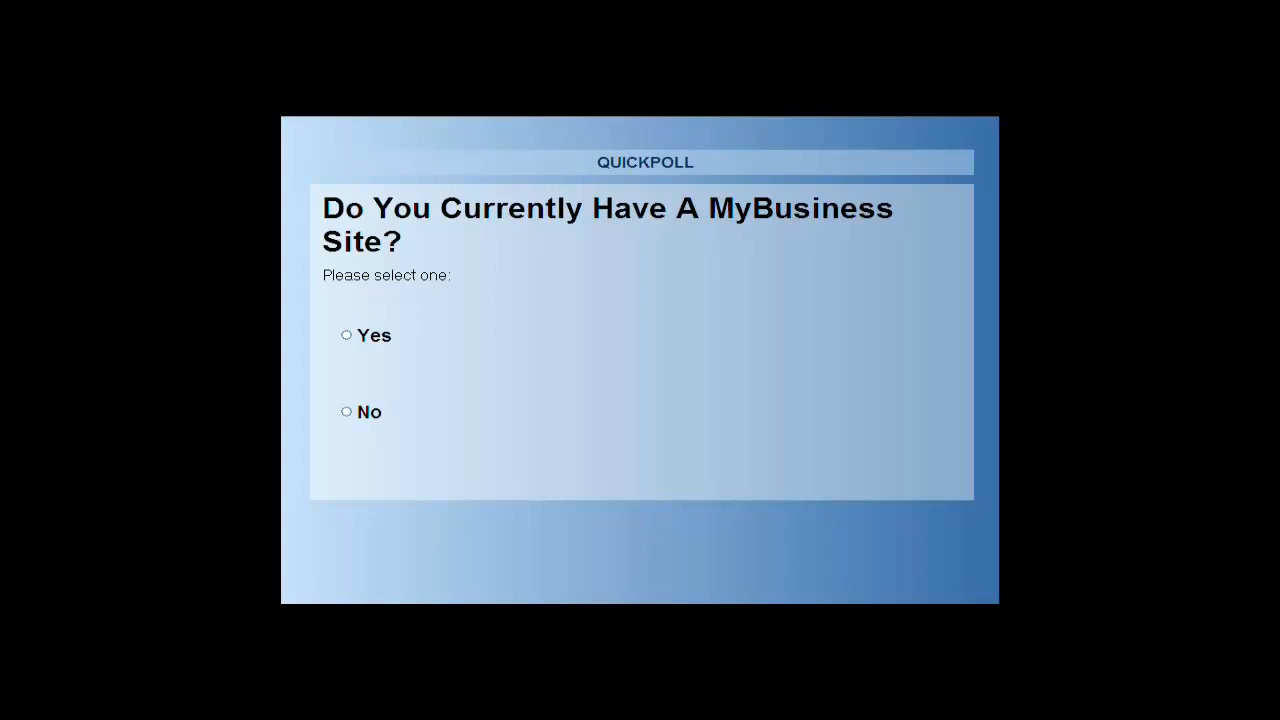 QUICKPOLL
Do You Currently Have A MyBusiness
Site?
Please select one:
Yes
No